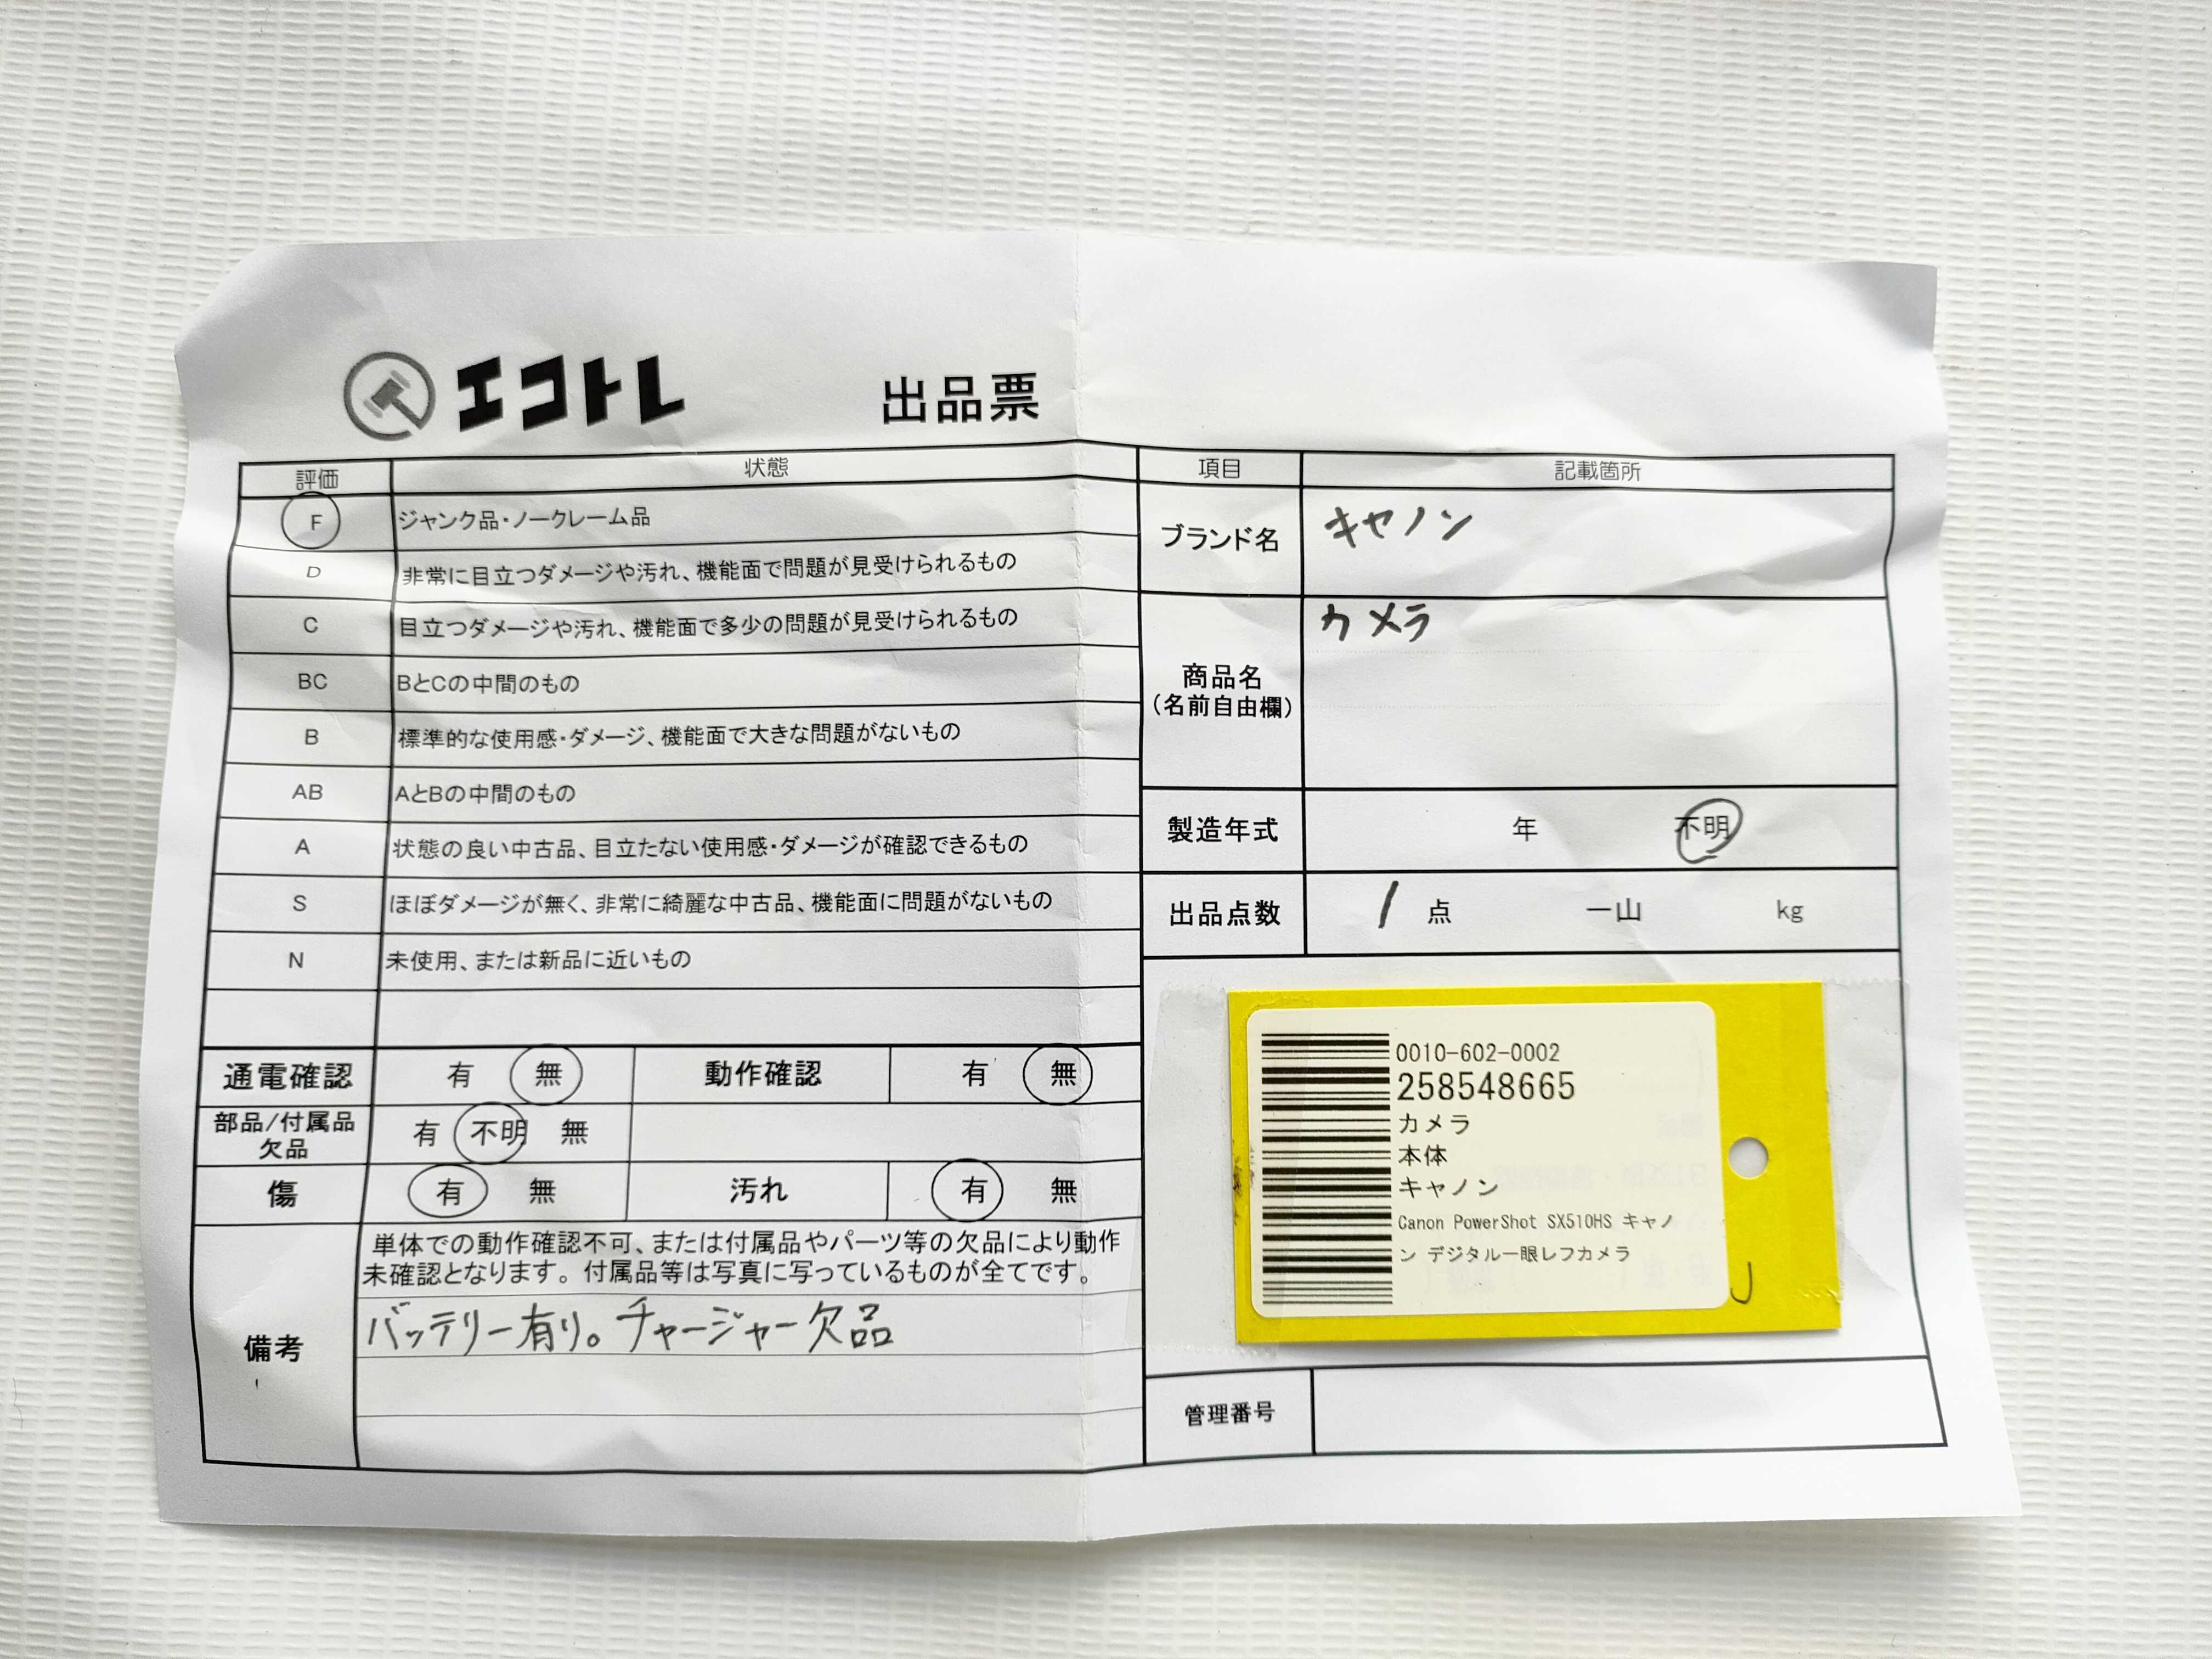 エコトレ 出品票
評価 状態
F ジャンク品・ノークレーム品
D 非常に目立つダメージや汚れ、機能面で問題が見受けられるもの
C 目立つダメージや汚れ、機能面で多少の問題が見受けられるもの
BC BとCの中間のもの
B 標準的な使用感・ダメージ、機能面で大きな問題がないもの
AB AとBの中間のもの
A 状態の良い中古品、目立たない使用感・ダメージが確認できるもの
S ほぼダメージが無く、非常に綺麗な中古品、機能面に問題がないもの
N 未使用、または新品に近いもの
通電確認 有 無 動作確認 有 無
部品/付属品
欠品 有 不明 無
傷 有 無 汚れ 有 無
備考
単体での動作確認不可、または付属品やパーツ等の欠品により動作
未確認となります。付属品等は写真に写っているものが全てです。
バッテリー有り。チャージャー欠品
項目 記載箇所
ブランド名 キャノン
商品名
(名前自由欄)
カメラ
製造年式 年 不明
出品点数 1 点 一山 kg
0010-602-0002
258548665
カメラ
本体
キャノン
Canon PowerShot SX510HS キャノ
ン デジタル一眼レフカメラ
J
管理番号